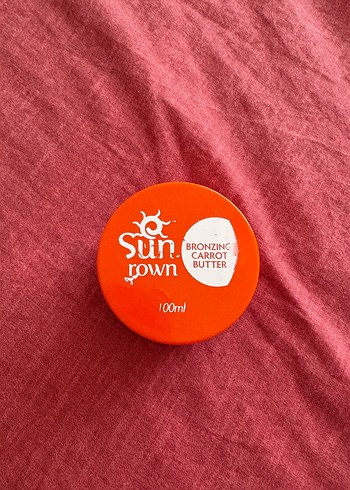 Sun
rown
BRONZING
CARROT
BUTTER
100ml